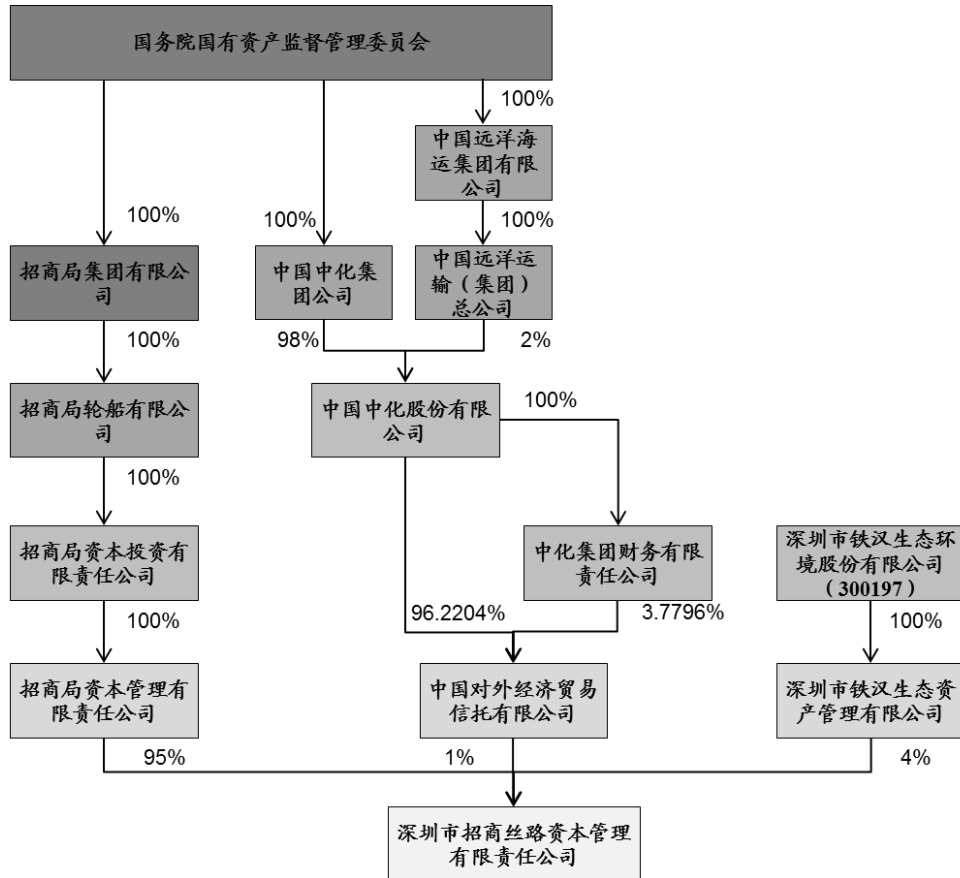 国务院国有资产监督管理委员会
100%
中国远洋海
运集团有限
公司
100%
100%
100%
招商局集团有限公
司
中国中化集
团公司
中国远洋运
输（集团）
总公司
100%
98%
2%
招商局轮船有限公
司
中国中化股份有限
公司
100%
100%
招商局资本投资有
限责任公司
中化集团财务有限
责任公司
深圳市铁汉生态环
境股份有限公司
（300197）
100%
96.2204%
3.7796%
100%
招商局资本管理有
限责任公司
中国对外经济贸易
信托有限公司
深圳市铁汉生态资
产管理有限公司
95%
1%
4%
深圳市招商丝路资本管理
有限责任公司